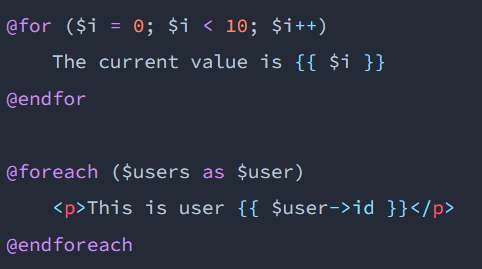 @for ($i = 0; $i < 10; $i++)
    The current value is {{ $i }}
@endfor

@foreach ($users as $user)
    <p>This is user {{ $user->id }}</p>
@endforeach